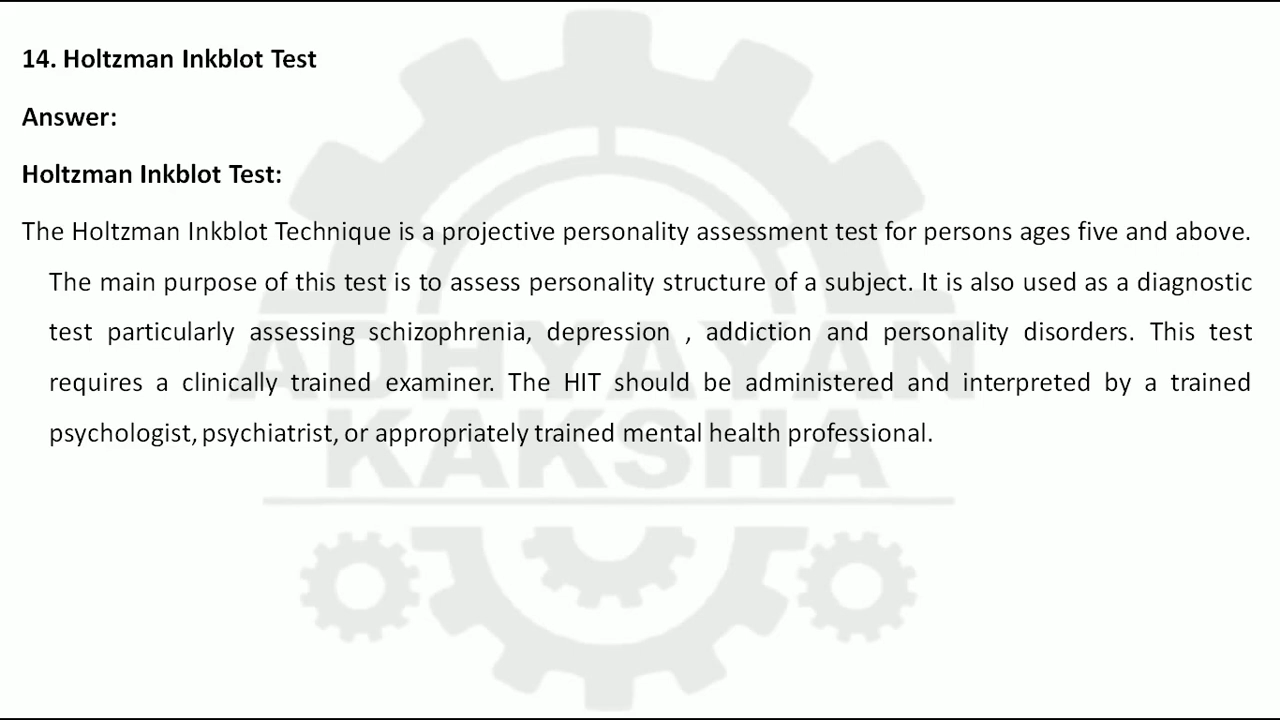 14. Holtzman Inkblot Test
Answer:
Holtzman Inkblot Test:
The Holtzman Inkblot Technique is a projective personality assessment test for persons ages five and above.
The main purpose of this test is to assess personality structure of a subject. It is also used as a diagnostic
test particularly assessing schizophrenia, depression , addiction and personality disorders. This test
requires a clinically trained examiner. The HIT should be administered and interpreted by a trained
psychologist, psychiatrist, or appropriately trained mental health professional.
ADHYAYAN
KAKSHA